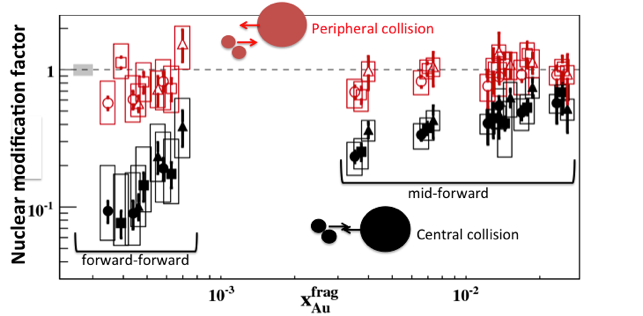 Peripheral collision
Nuclear modification factor
1
10⁻¹
mid-forward
Central collision
forward-forward
10⁻³
x_Au^frag
10⁻²